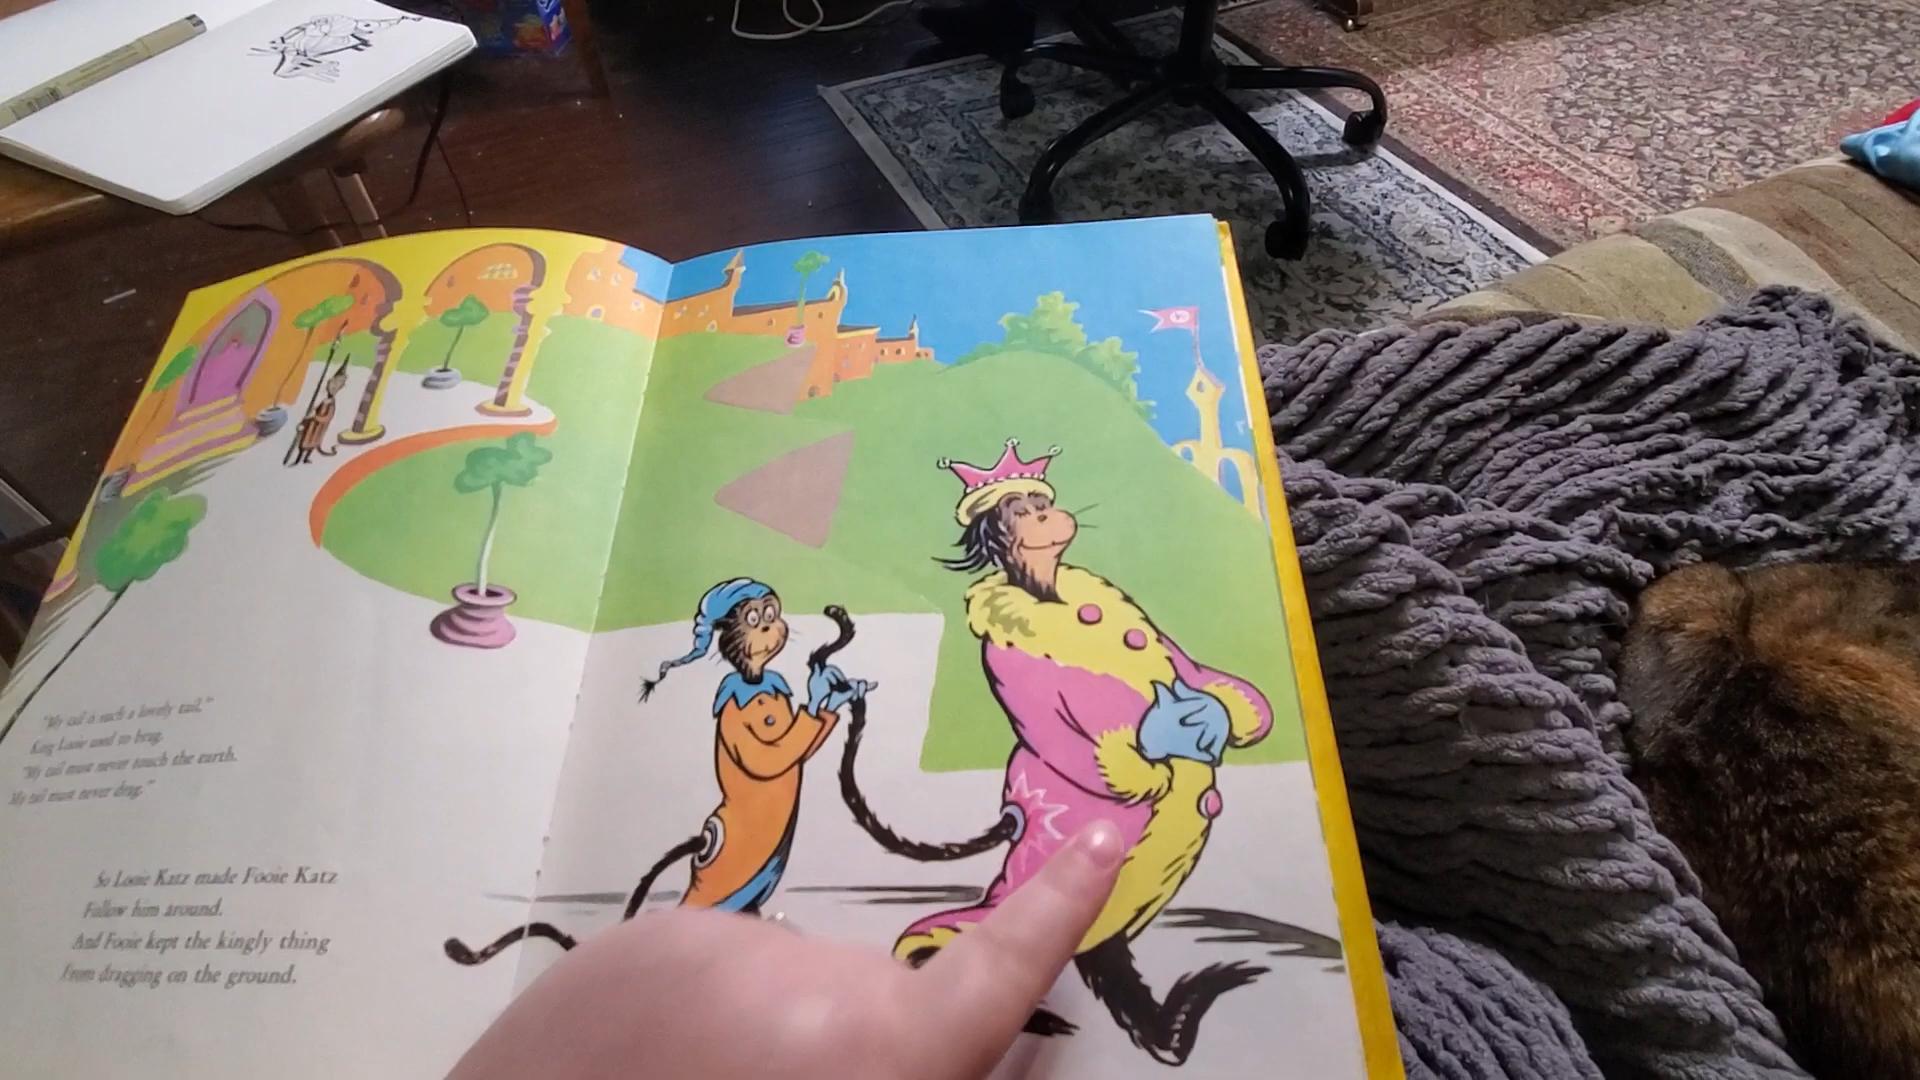 "My tail is such a lovely tail,"
King Looie used to brag.
"My tail must never touch the earth.
My tail must never drag."
So Looie Katz made Fooie Katz
Follow him around.
And Fooie kept the kingly thing
From dragging on the ground.